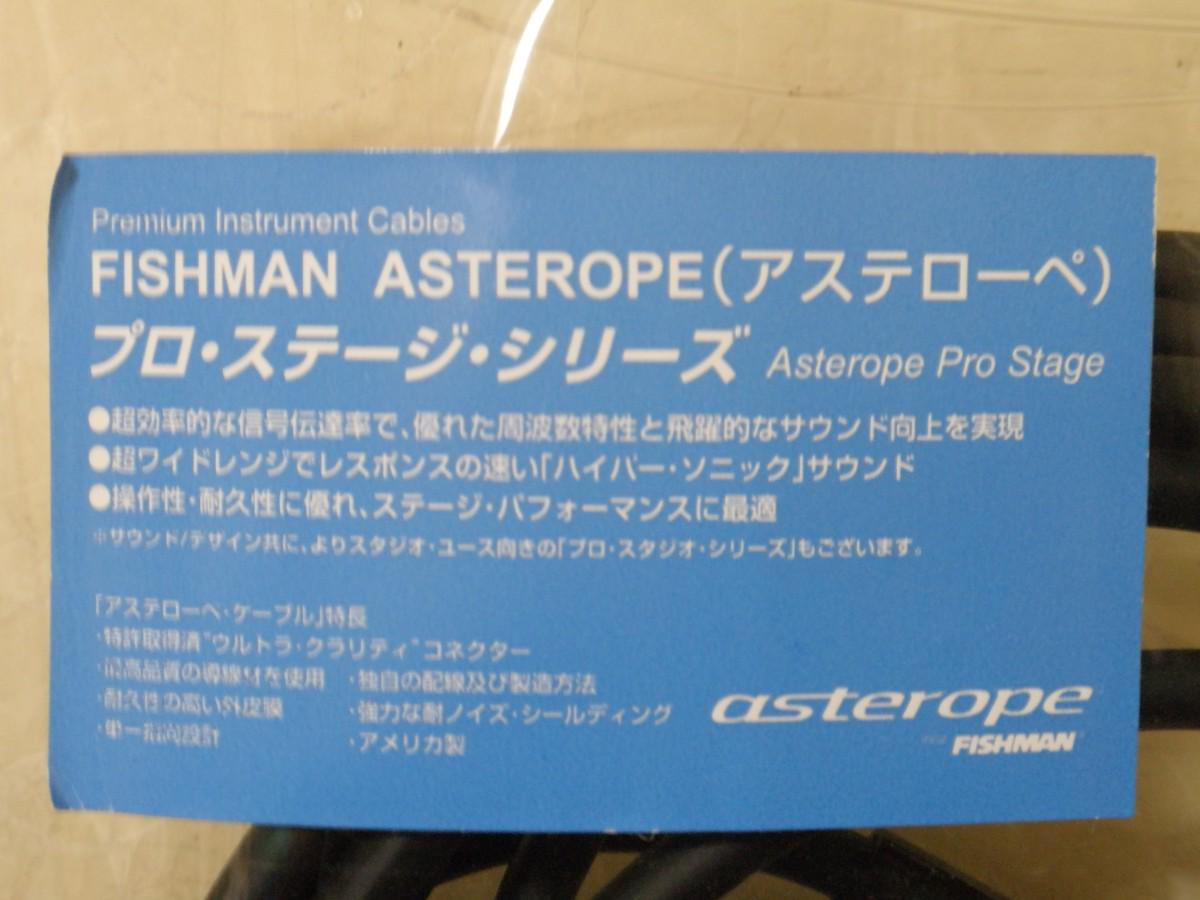 Premium Instrument Cables
FISHMAN ASTEROPE(アステローペ)
プロ・ステージ・シリーズ Asterope Pro Stage
●超効率的な信号伝達率で、優れた周波数特性と飛躍的なサウンド向上を実現
●超ワイドレンジでレスポンスの速い「ハイパー・ソニック」サウンド
●操作性・耐久性に優れ、ステージ・パフォーマンスに最適
※サウンド/デザイン共に、よりスタジオ・ユース向きの「プロ・スタジオ・シリーズ」もございます。
「アステローペ・ケーブル」特長
・特許取得済"ウルトラ・クラリティ"コネクター
・最高品質の導線材を使用 ・独自の配線及び製造方法
・耐久性の高い外皮膜 ・強力な耐ノイズ・シールディング
・単一指向設計 ・アメリカ製
asterope
FISHMAN